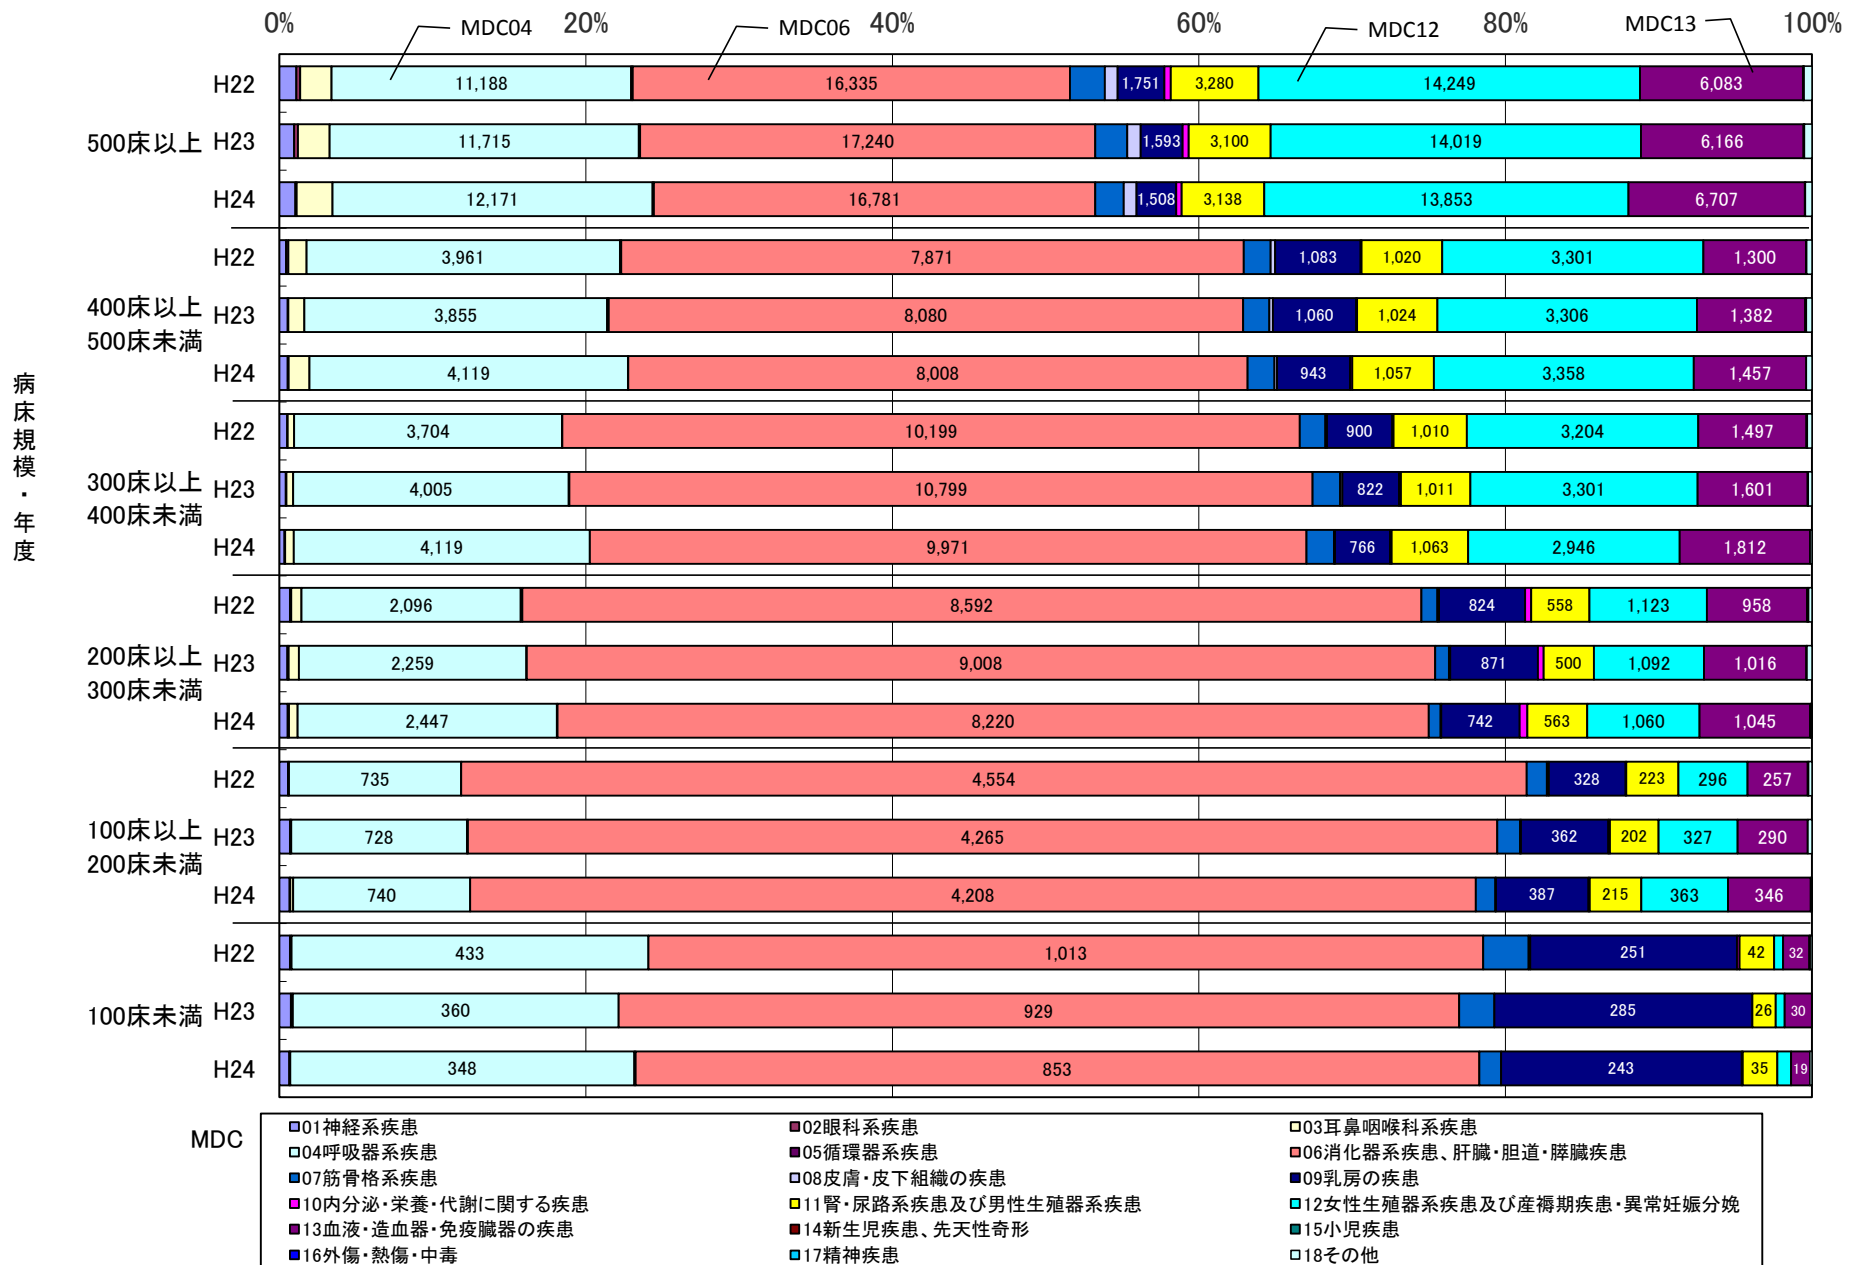 0% 20% 40% 60% 80% 100%
MDC04 MDC06 MDC12 MDC13
病床規模・年度
500床以上
H22 11,188 16,335 1,751 3,280 14,249 6,083
H23 11,715 17,240 1,593 3,100 14,019 6,166
H24 12,171 16,781 1,508 3,138 13,853 6,707
400床以上
500床未満
H22 3,961 7,871 1,083 1,020 3,301 1,300
H23 3,855 8,080 1,060 1,024 3,306 1,382
H24 4,119 8,008 943 1,057 3,358 1,457
300床以上
400床未満
H22 3,704 10,199 900 1,010 3,204 1,497
H23 4,005 10,799 822 1,011 3,301 1,601
H24 4,119 9,971 766 1,063 2,946 1,812
200床以上
300床未満
H22 2,096 8,592 824 558 1,123 958
H23 2,259 9,008 871 500 1,092 1,016
H24 2,447 8,220 742 563 1,060 1,045
100床以上
200床未満
H22 735 4,554 328 223 296 257
H23 728 4,265 362 202 327 290
H24 740 4,208 387 215 363 346
100床未満
H22 433 1,013 251 42 32
H23 360 929 285 26 30
H24 348 853 243 35 19
MDC
01神経系疾患 02眼科系疾患 03耳鼻咽喉科系疾患
04呼吸器系疾患 05循環器系疾患 06消化器系疾患、肝臓・胆道・膵臓疾患
07筋骨格系疾患 08皮膚・皮下組織の疾患 09乳房の疾患
10内分泌・栄養・代謝に関する疾患 11腎・尿路系疾患及び男性生殖器系疾患 12女性生殖器系疾患及び産褥期疾患・異常妊娠分娩
13血液・造血器・免疫臓器の疾患 14新生児疾患、先天性奇形 15小児疾患
16外傷・熱傷・中毒 17精神疾患 18その他